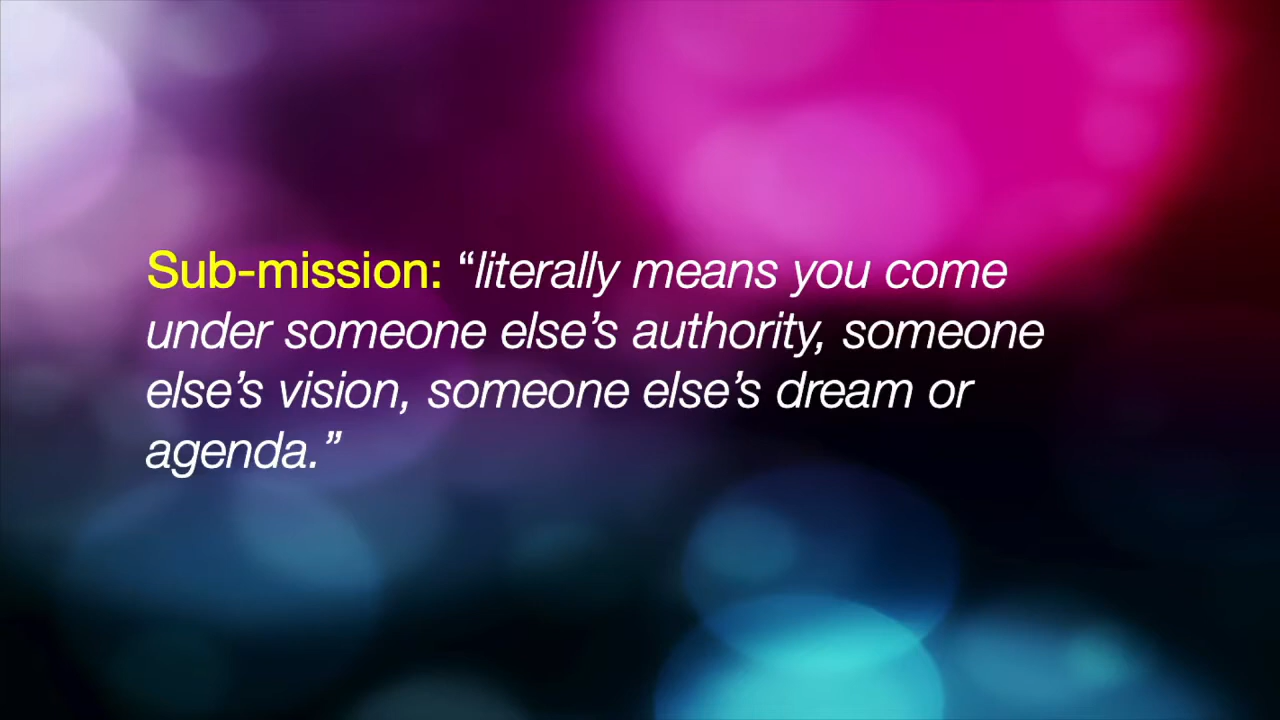 Sub-mission: “literally means you come
under someone else’s authority, someone
else’s vision, someone else’s dream or
agenda.”